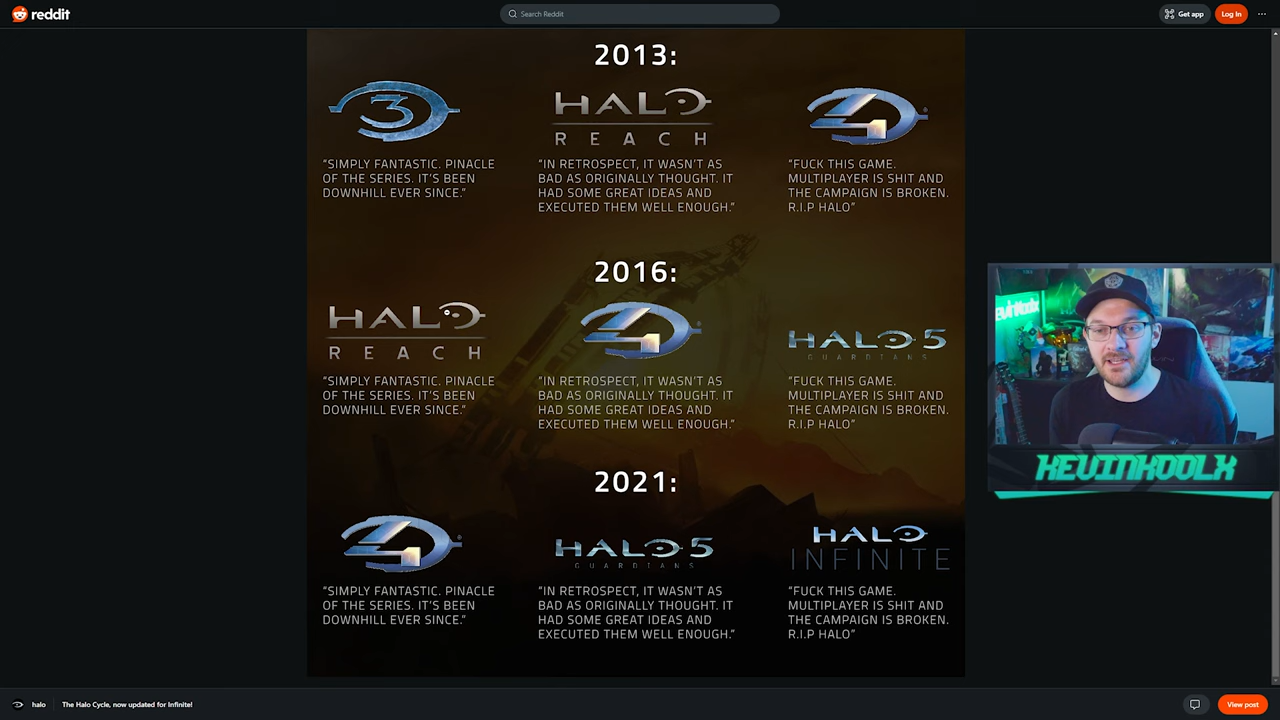 reddit
Search Reddit
Get app
Log In
2013:
3
HALO
REACH
4
"SIMPLY FANTASTIC. PINACLE
OF THE SERIES. IT'S BEEN
DOWNHILL EVER SINCE."
"IN RETROSPECT, IT WASN'T AS
BAD AS ORIGINALLY THOUGHT. IT
HAD SOME GREAT IDEAS AND
EXECUTED THEM WELL ENOUGH."
"FUCK THIS GAME.
MULTIPLAYER IS SHIT AND
THE CAMPAIGN IS BROKEN.
R.I.P HALO"
2016:
HALO
REACH
4
HALO 5
GUARDIANS
"SIMPLY FANTASTIC. PINACLE
OF THE SERIES. IT'S BEEN
DOWNHILL EVER SINCE."
"IN RETROSPECT, IT WASN'T AS
BAD AS ORIGINALLY THOUGHT. IT
HAD SOME GREAT IDEAS AND
EXECUTED THEM WELL ENOUGH."
"FUCK THIS GAME.
MULTIPLAYER IS SHIT AND
THE CAMPAIGN IS BROKEN.
R.I.P HALO"
KEVINKOOLX
2021:
4
HALO 5
GUARDIANS
HALO
INFINITE
"SIMPLY FANTASTIC. PINACLE
OF THE SERIES. IT'S BEEN
DOWNHILL EVER SINCE."
"IN RETROSPECT, IT WASN'T AS
BAD AS ORIGINALLY THOUGHT. IT
HAD SOME GREAT IDEAS AND
EXECUTED THEM WELL ENOUGH."
"FUCK THIS GAME.
MULTIPLAYER IS SHIT AND
THE CAMPAIGN IS BROKEN.
R.I.P HALO"
halo
The Halo Cycle, now updated for Infinite!
View post